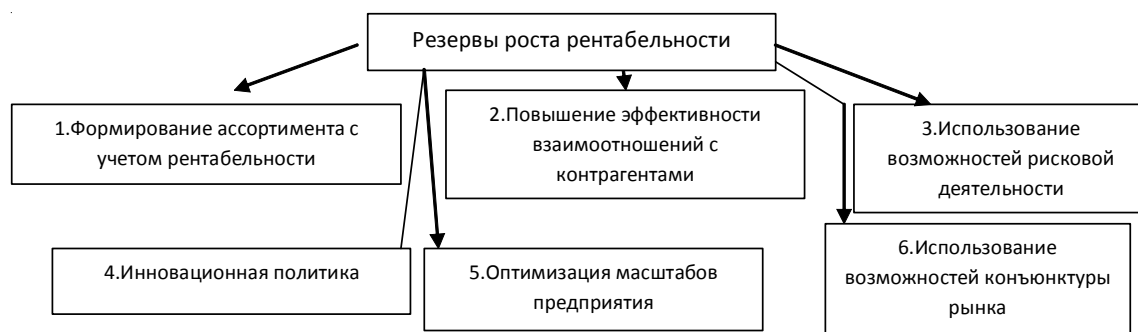 Резервы роста рентабельности
1.Формирование ассортимента с
учетом рентабельности
2.Повышение эффективности
взаимоотношений с
контрагентами
3.Использование
возможностей рисковой
деятельности
4.Инновационная политика
5.Оптимизация масштабов
предприятия
6.Использование
возможностей конъюнктуры
рынка